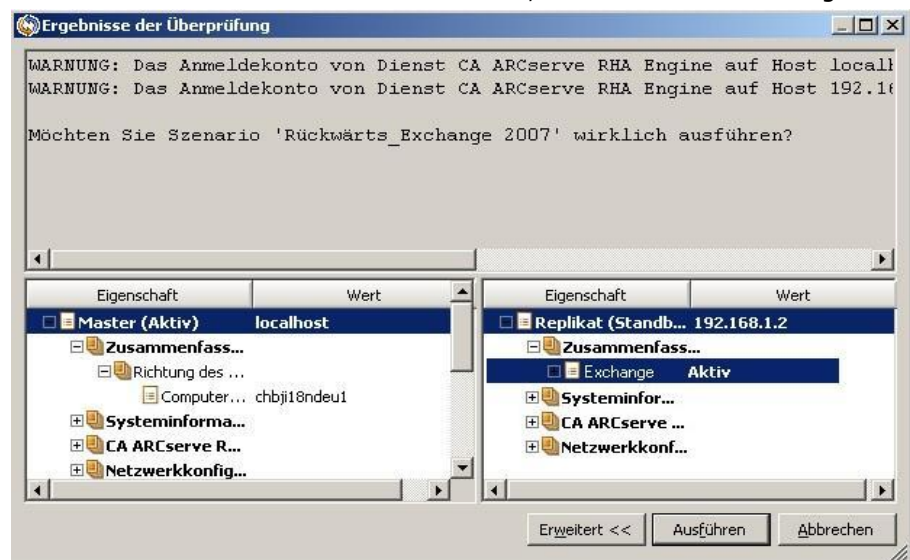 Ergebnisse der Überprüfung
WARNUNG: Das Anmeldekonto von Dienst CA ARCserve RHA Engine auf Host
WARNUNG: Das Anmeldekonto von Dienst CA ARCserve RHA Engine auf Host
Möchten Sie Szenario 'Rückwärts_Exchange 2007' wirklich ausführen?
Eigenschaft Wert
Master (Aktiv) localhost
Zusammenfass...
Richtung des ...
Computer... chbji18ndeu1
Systeminforma...
CA ARCserve R...
Netzwerkkonfig...
Eigenschaft Wert
Replikat (Standb... 192.168.1.2
Zusammenfass...
Exchange Aktiv
Systeminfor...
CA ARCserve ...
Netzwerkkonf...
Erweitert << Ausführen Abbrechen